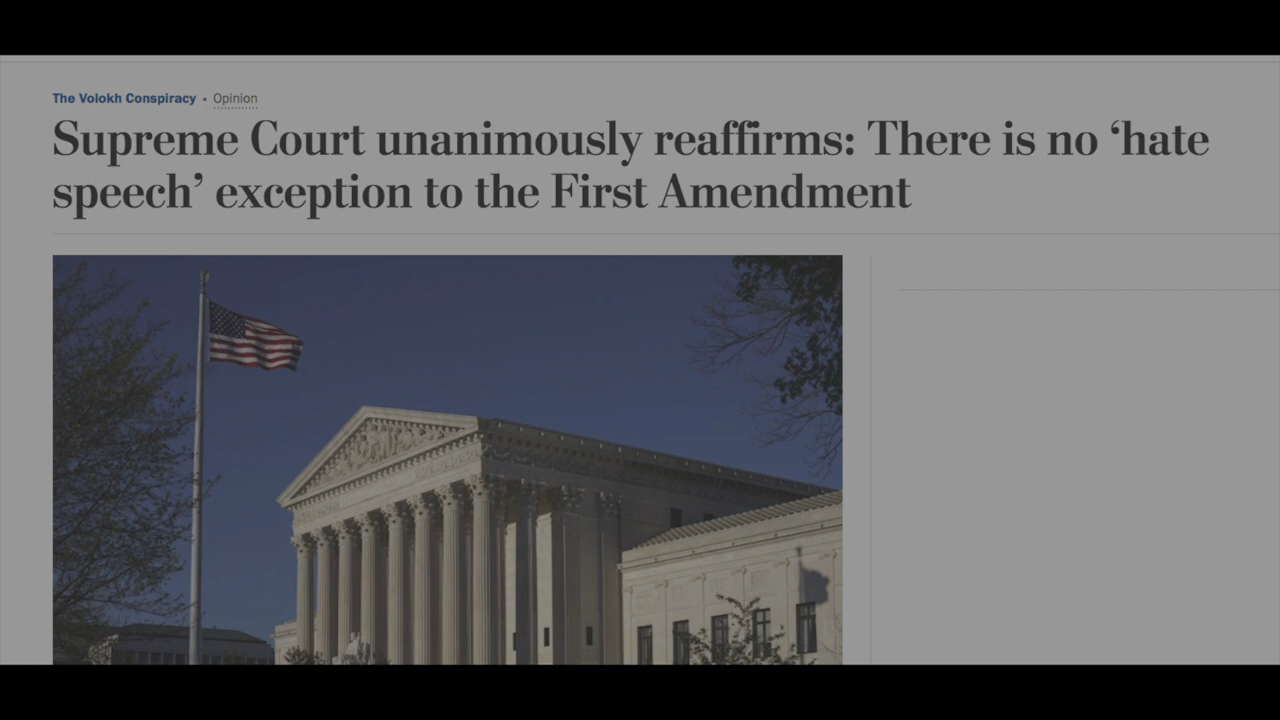 The Volokh Conspiracy • Opinion
Supreme Court unanimously reaffirms: There is no ‘hate
speech’ exception to the First Amendment